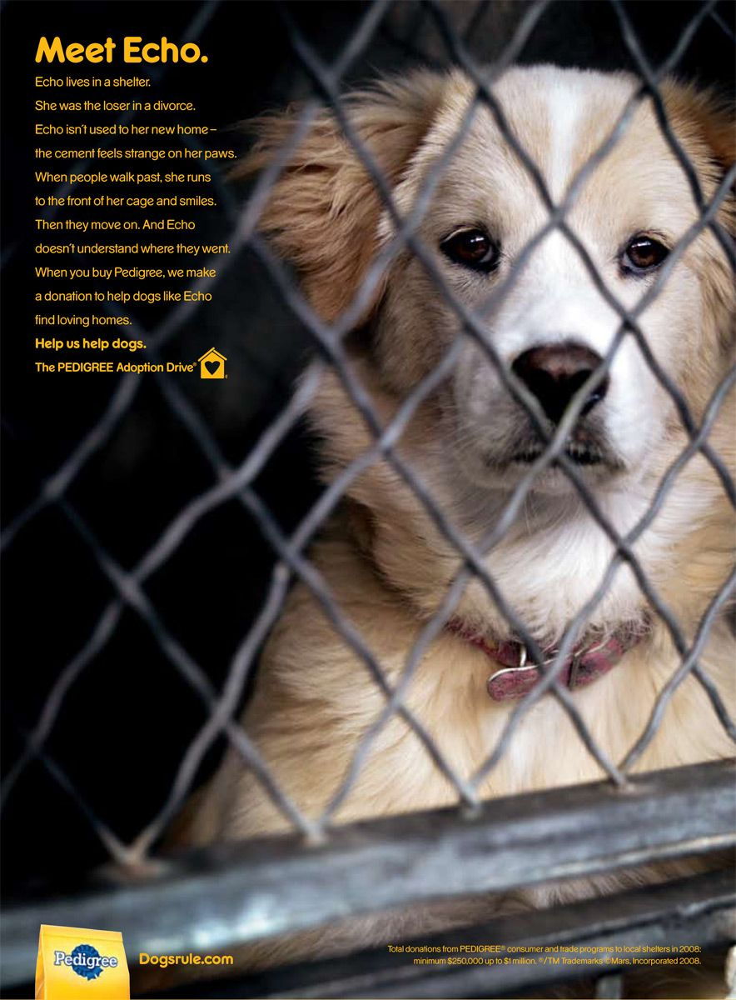 Meet Echo.
Echo lives in a shelter.
She was the loser in a divorce.
Echo isn´t used to her new home –
the cement feels strange on her paws.
When people walk past, she runs
to the front of her cage and smiles.
Then they move on. And Echo
doesn´t understand where they went.
When you buy Pedigree, we make
a donation to help dogs like Echo
find loving homes.
Help us help dogs.
The PEDIGREE Adoption Drive®
Pedigree
Dogsrule.com
Total donations from PEDIGREE® consumer and trade programs to local shelters in 2008:
minimum $250,000 up to $1 million. ®/TM Trademarks ©Mars, Incorporated 2008.